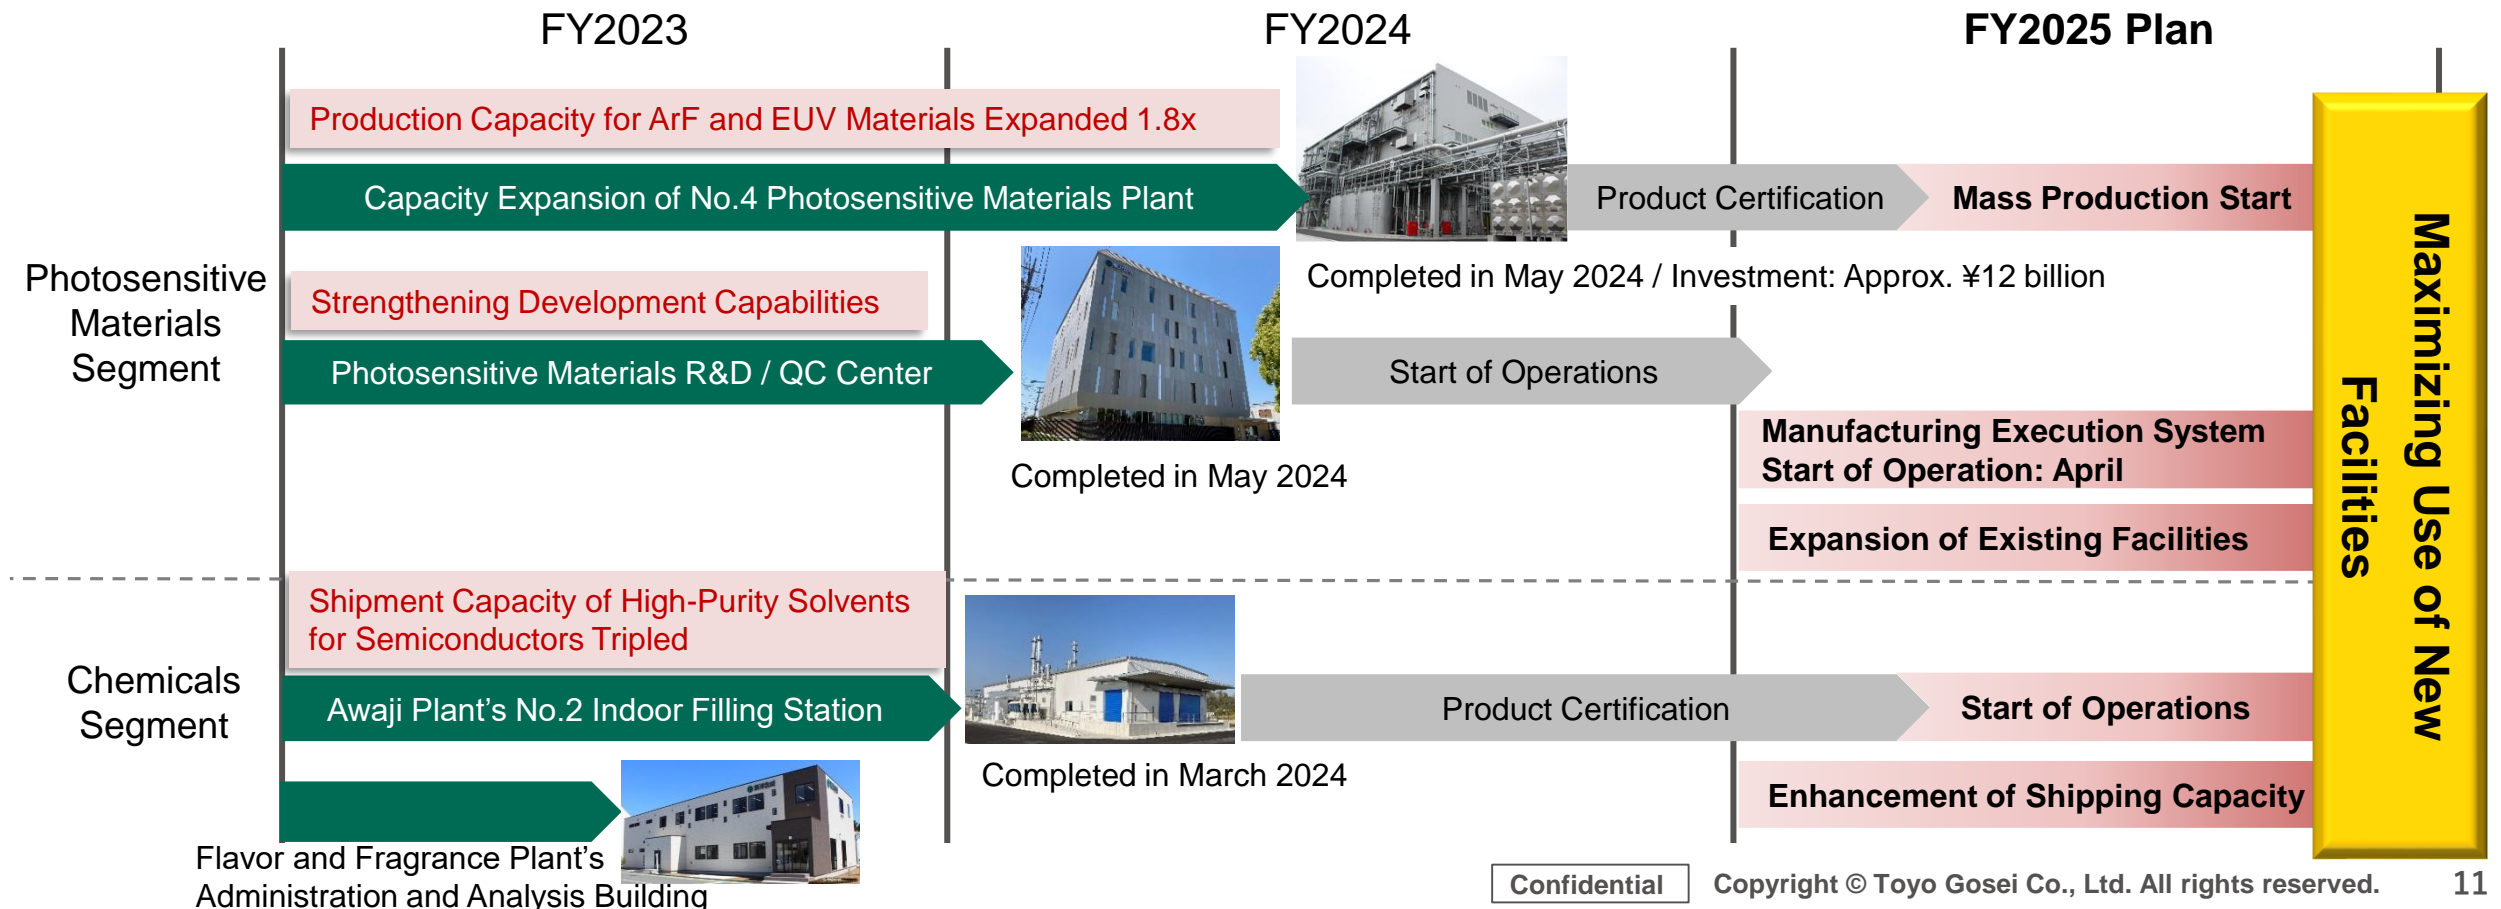 FY2023
FY2024
FY2025 Plan
Production Capacity for ArF and EUV Materials Expanded 1.8x
Capacity Expansion of No.4 Photosensitive Materials Plant
Product Certification
Mass Production Start
Completed in May 2024 / Investment: Approx. ¥12 billion
Photosensitive
Materials
Segment
Strengthening Development Capabilities
Photosensitive Materials R&D / QC Center
Start of Operations
Completed in May 2024
Manufacturing Execution System
Start of Operation: April
Expansion of Existing Facilities
Shipment Capacity of High-Purity Solvents
for Semiconductors Tripled
Chemicals
Segment
Awaji Plant's No.2 Indoor Filling Station
Product Certification
Start of Operations
Completed in March 2024
Enhancement of Shipping Capacity
Flavor and Fragrance Plant's
Administration and Analysis Building
Maximizing Use of New
Facilities
Confidential
Copyright © Toyo Gosei Co., Ltd. All rights reserved.
11